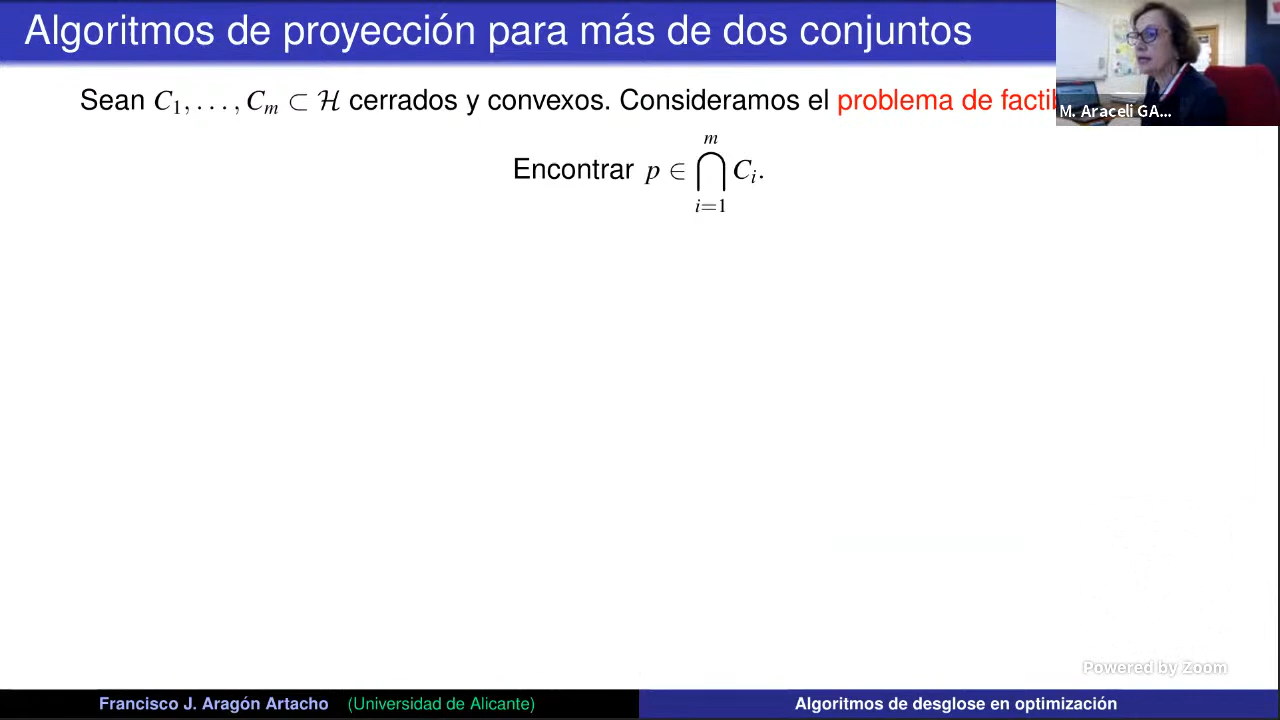 Algoritmos de proyección para más de dos conjuntos
Sean C₁, . . . , Cₘ ⊂ ℋ cerrados y convexos. Consideramos el problema de
M. Araceli GA...
m
Encontrar p ∈ ⋂ Cᵢ.
i=1
Powered by Zoom
Francisco J. Aragón Artacho (Universidad de Alicante) Algoritmos de desglose en optimización